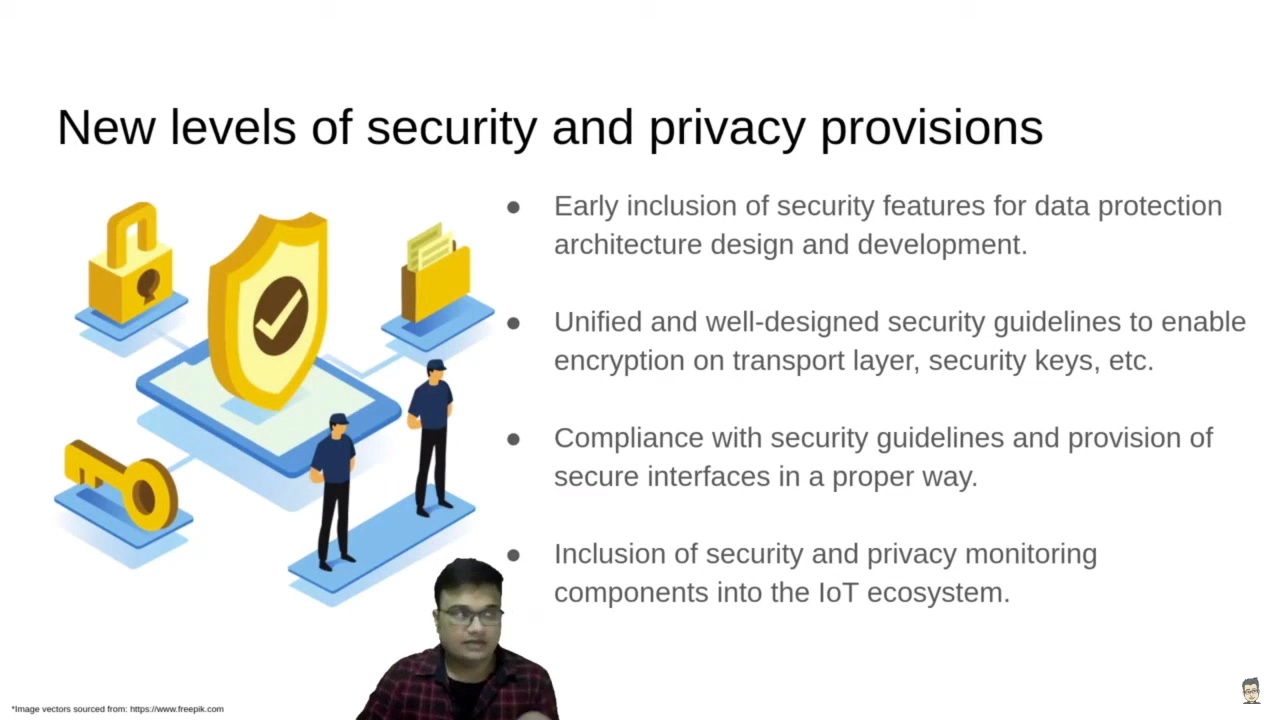 New levels of security and privacy provisions
● Early inclusion of security features for data protection
architecture design and development.
● Unified and well-designed security guidelines to enable
encryption on transport layer, security keys, etc.
● Compliance with security guidelines and provision of
secure interfaces in a proper way.
● Inclusion of security and privacy monitoring
components into the IoT ecosystem.
*Image vectors sourced from: https://www.freepik.com